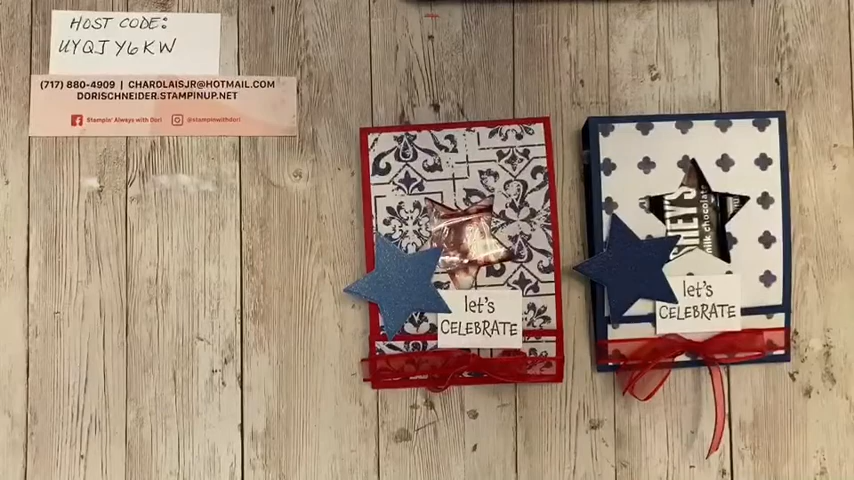 HOST CODE:
UYQJY6KW
(717) 880-4909 | CHAROLAISJR@HOTMAIL.COM
DORISCHNEIDER.STAMPINUP.NET
Stampin' Always with Dori @stampinwithdori
let's
CELEBRATE
HEY'S
milk chocolate
let's
CELEBRATE